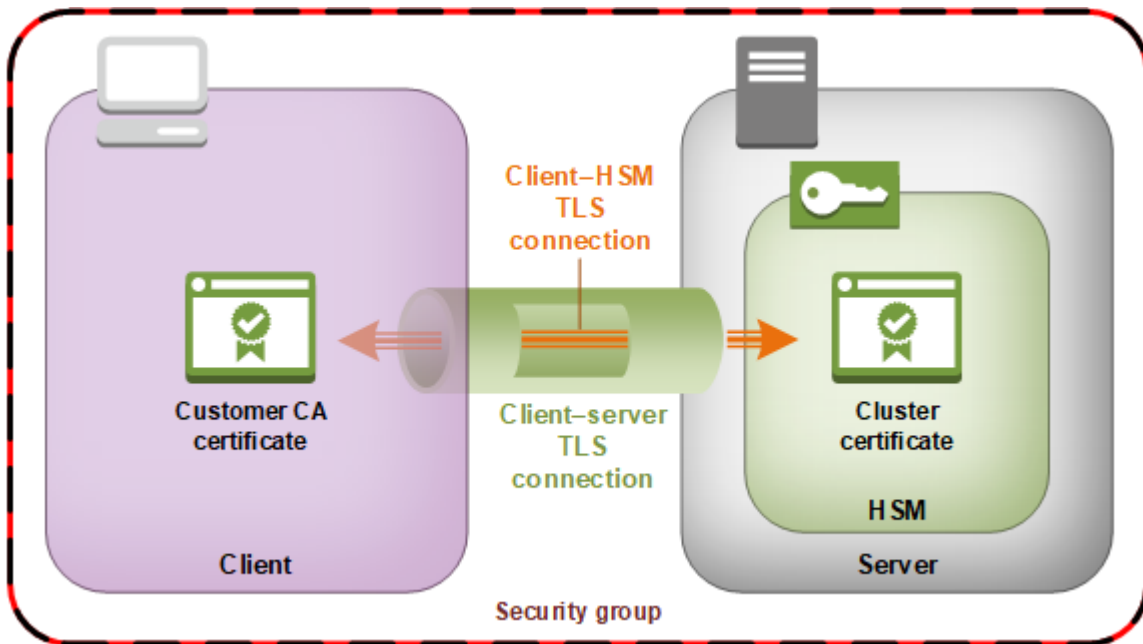 Client–HSM
TLS
connection
Customer CA
certificate
Client–server
TLS
connection
Cluster
certificate
HSM
Client
Server
Security group